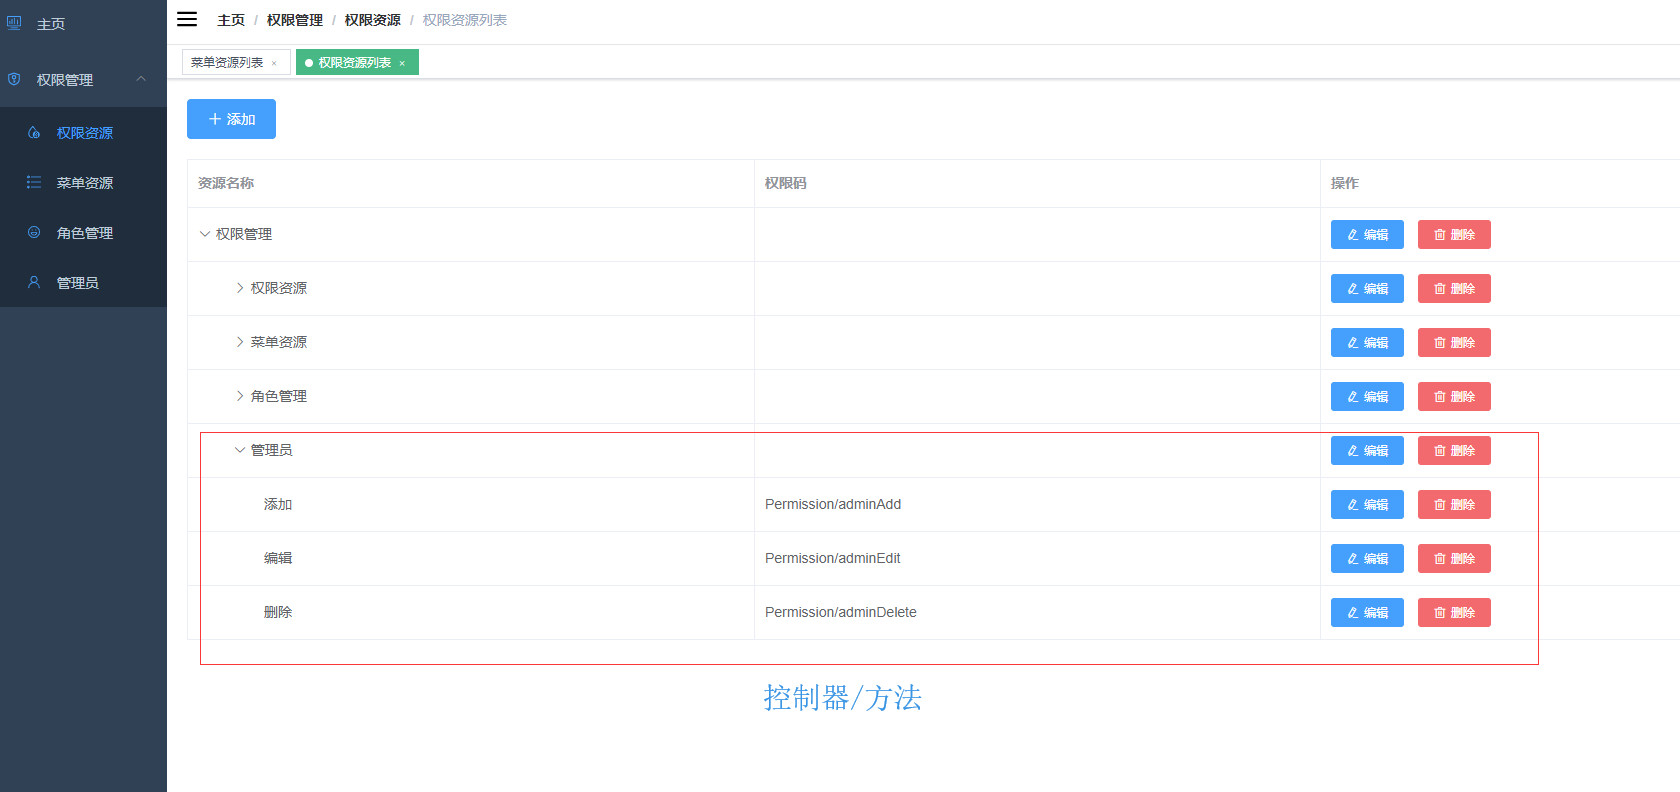 主页
权限管理
权限资源
菜单资源
角色管理
管理员
主页 / 权限管理 / 权限资源 / 权限资源列表
菜单资源列表 × 权限资源列表 ×
添加
资源名称 权限码 操作
权限管理 编辑 删除
权限资源 编辑 删除
菜单资源 编辑 删除
角色管理 编辑 删除
管理员 编辑 删除
添加 Permission/adminAdd 编辑 删除
编辑 Permission/adminEdit 编辑 删除
删除 Permission/adminDelete 编辑 删除
控制器/方法